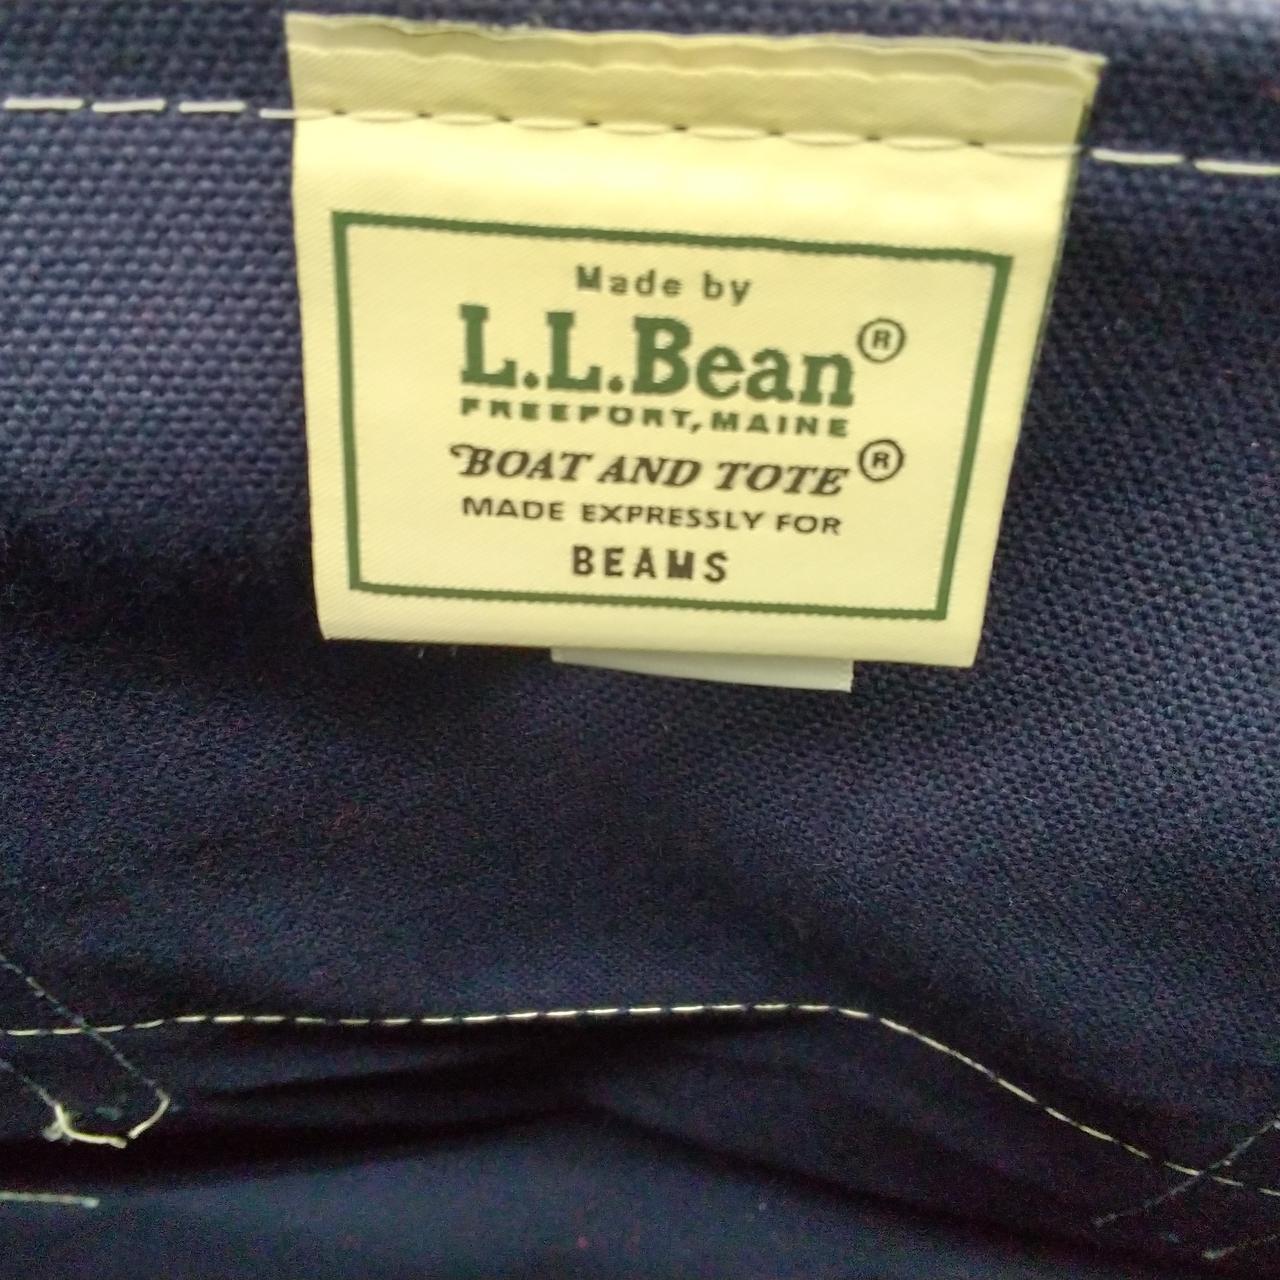 Made by
L.L.Bean®
FREEPORT, MAINE
BOAT AND TOTE®
MADE EXPRESSLY FOR
BEAMS